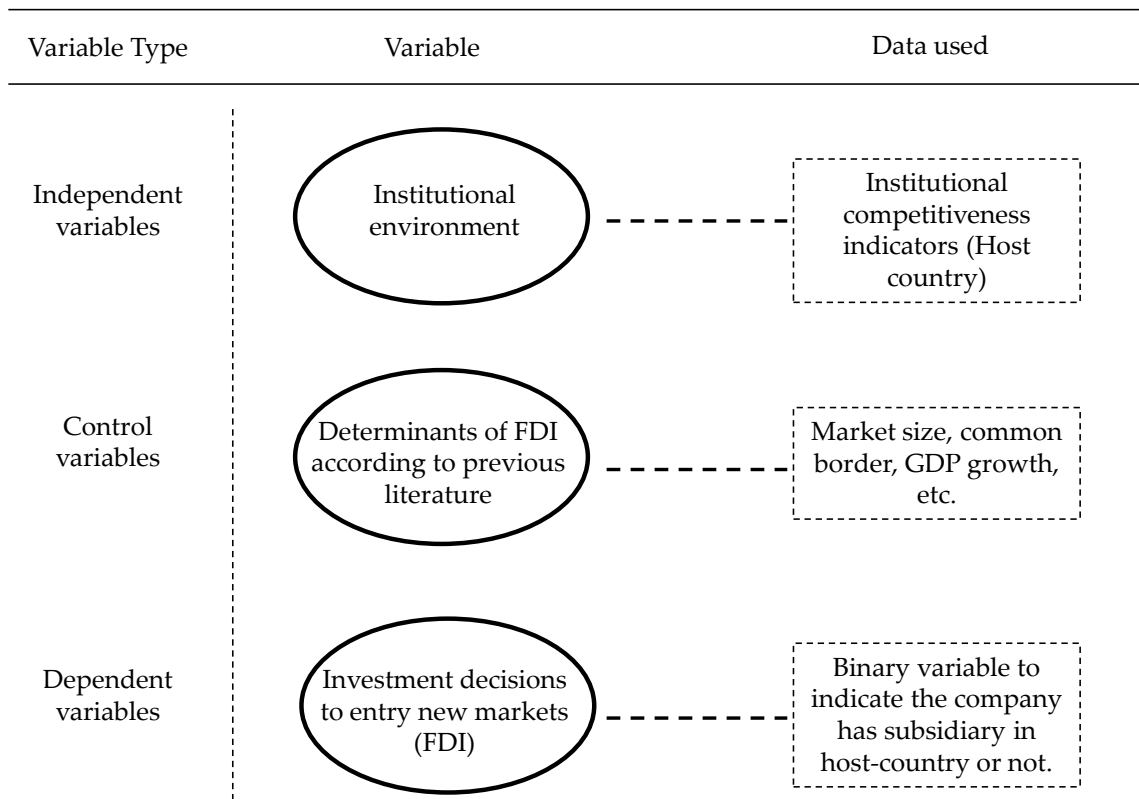 Variable Type
Variable
Data used
Independent
variables
Institutional
environment
Institutional
competitiveness
indicators (Host
country)
Control
variables
Determinants of FDI
according to previous
literature
Market size, common
border, GDP growth,
etc.
Dependent
variables
Investment decisions
to entry new markets
(FDI)
Binary variable to
indicate the company
has subsidiary in
host-country or not.